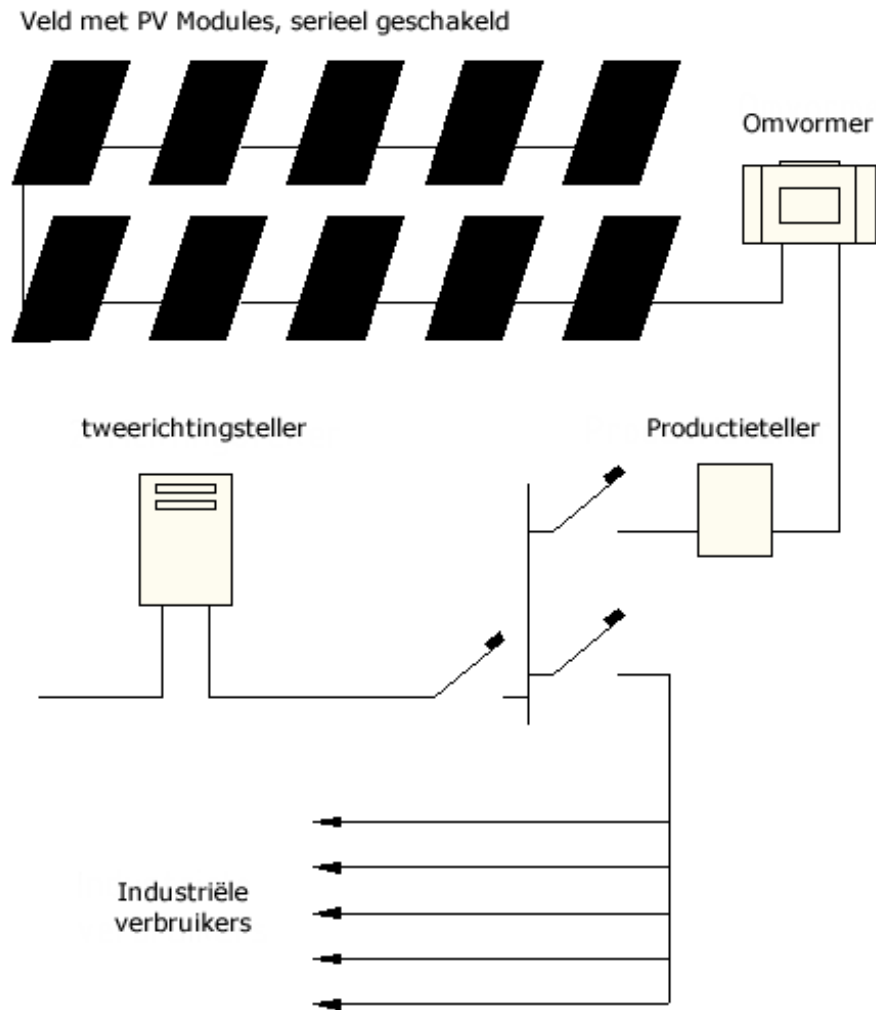 Veld met PV Modules, serieel geschakeld
Omvormer
tweerichtingsteller
Productieteller
Industriële
verbruikers